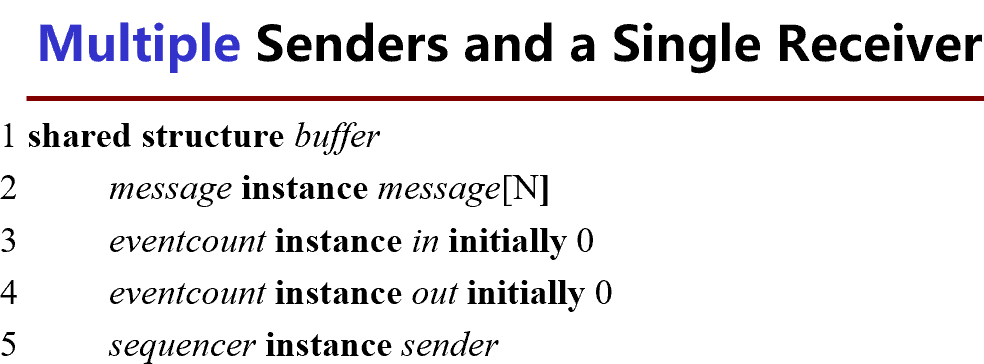 Multiple Senders and a Single Receiver
1 shared structure buffer
2 message instance message[N]
3 eventcount instance in initially 0
4 eventcount instance out initially 0
5 sequencer instance sender